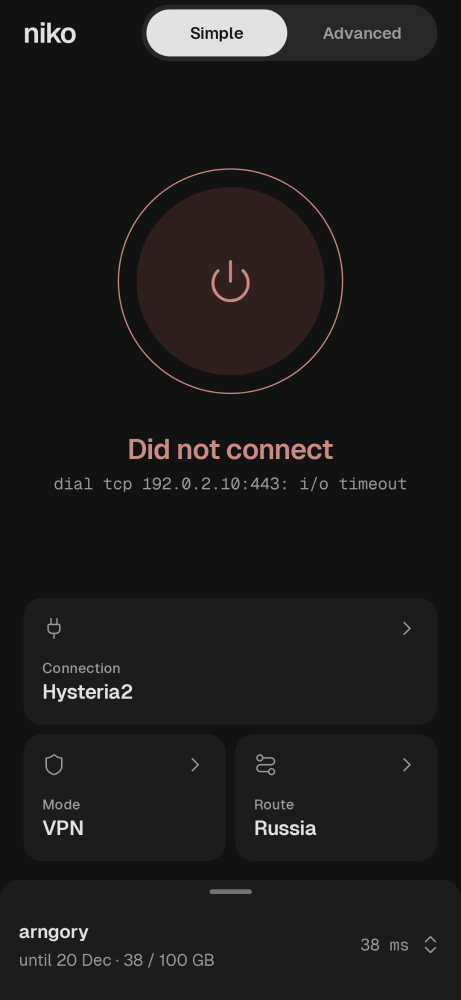 niko
Simple
Advanced
Did not connect
dial tcp 192.0.2.10:443: i/o timeout
Connection
Hysteria2
Mode
VPN
Route
Russia
arngory
38 ms
until 20 Dec · 38 / 100 GB